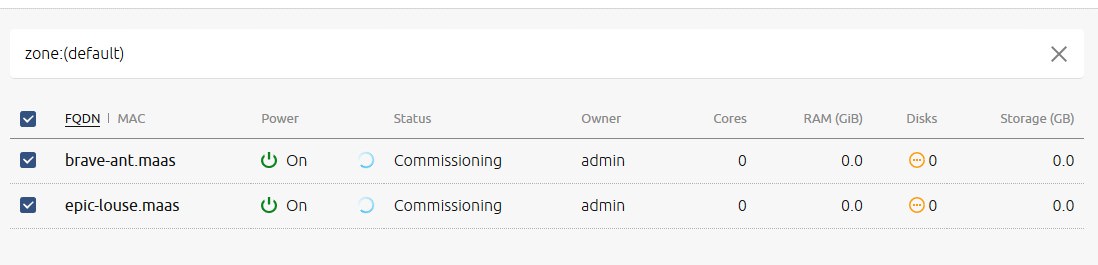 zone:(default)
FQDN | MAC Power Status Owner Cores RAM (GiB) Disks Storage (GB)
brave-ant.maas On Commissioning admin 0 0.0 0 0.0
epic-louse.maas On Commissioning admin 0 0.0 0 0.0